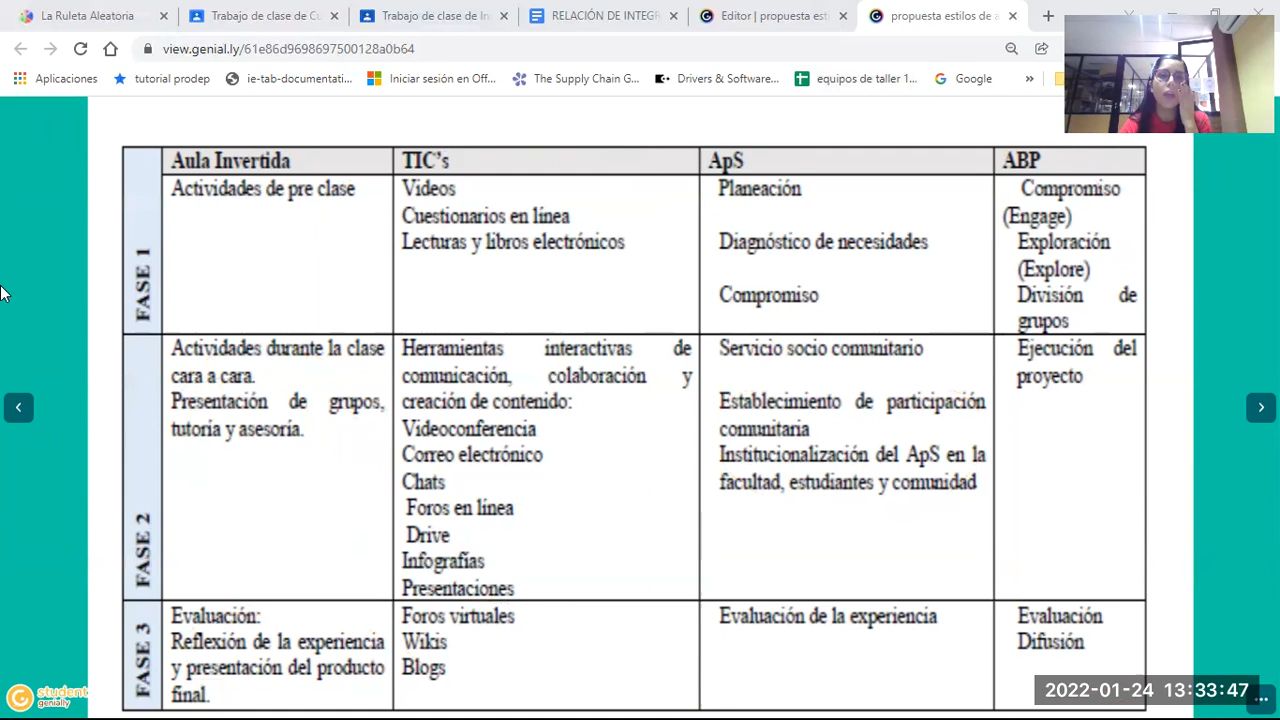 La Ruleta Aleatoria
Trabajo de clase de Cu
Trabajo de clase de In
RELACIÓN DE INTEGR
Editor | propuesta est
propuesta estilos de a
view.genial.ly/61e86d9698697500128a0b64
Aplicaciones
tutorial prodep
ie-tab-documentati...
Iniciar sesión en Off...
The Supply Chain G...
Drivers & Software...
equipos de taller 1...
Google
»
Aula Invertida
TIC's
ApS
ABP
FASE 1
Actividades de pre clase
Videos
Cuestionarios en línea
Lecturas y libros electrónicos
Planeación
Diagnóstico de necesidades
Compromiso
Compromiso
(Engage)
Exploración
(Explore)
División de
grupos
FASE 2
Actividades durante la clase
cara a cara.
Presentación de grupos,
tutoría y asesoría.
Herramientas interactivas de
comunicación, colaboración y
creación de contenido:
Videoconferencia
Correo electrónico
Chats
Foros en línea
Drive
Infografías
Presentaciones
Servicio socio comunitario
Establecimiento de participación
comunitaria
Institucionalización del ApS en la
facultad, estudiantes y comunidad
Ejecución del
proyecto
FASE 3
Evaluación:
Reflexión de la experiencia
y presentación del producto
final.
Foros virtuales
Wikis
Blogs
Evaluación de la experiencia
Evaluación
Difusión
student
genially
2022-01-24 13:33:47